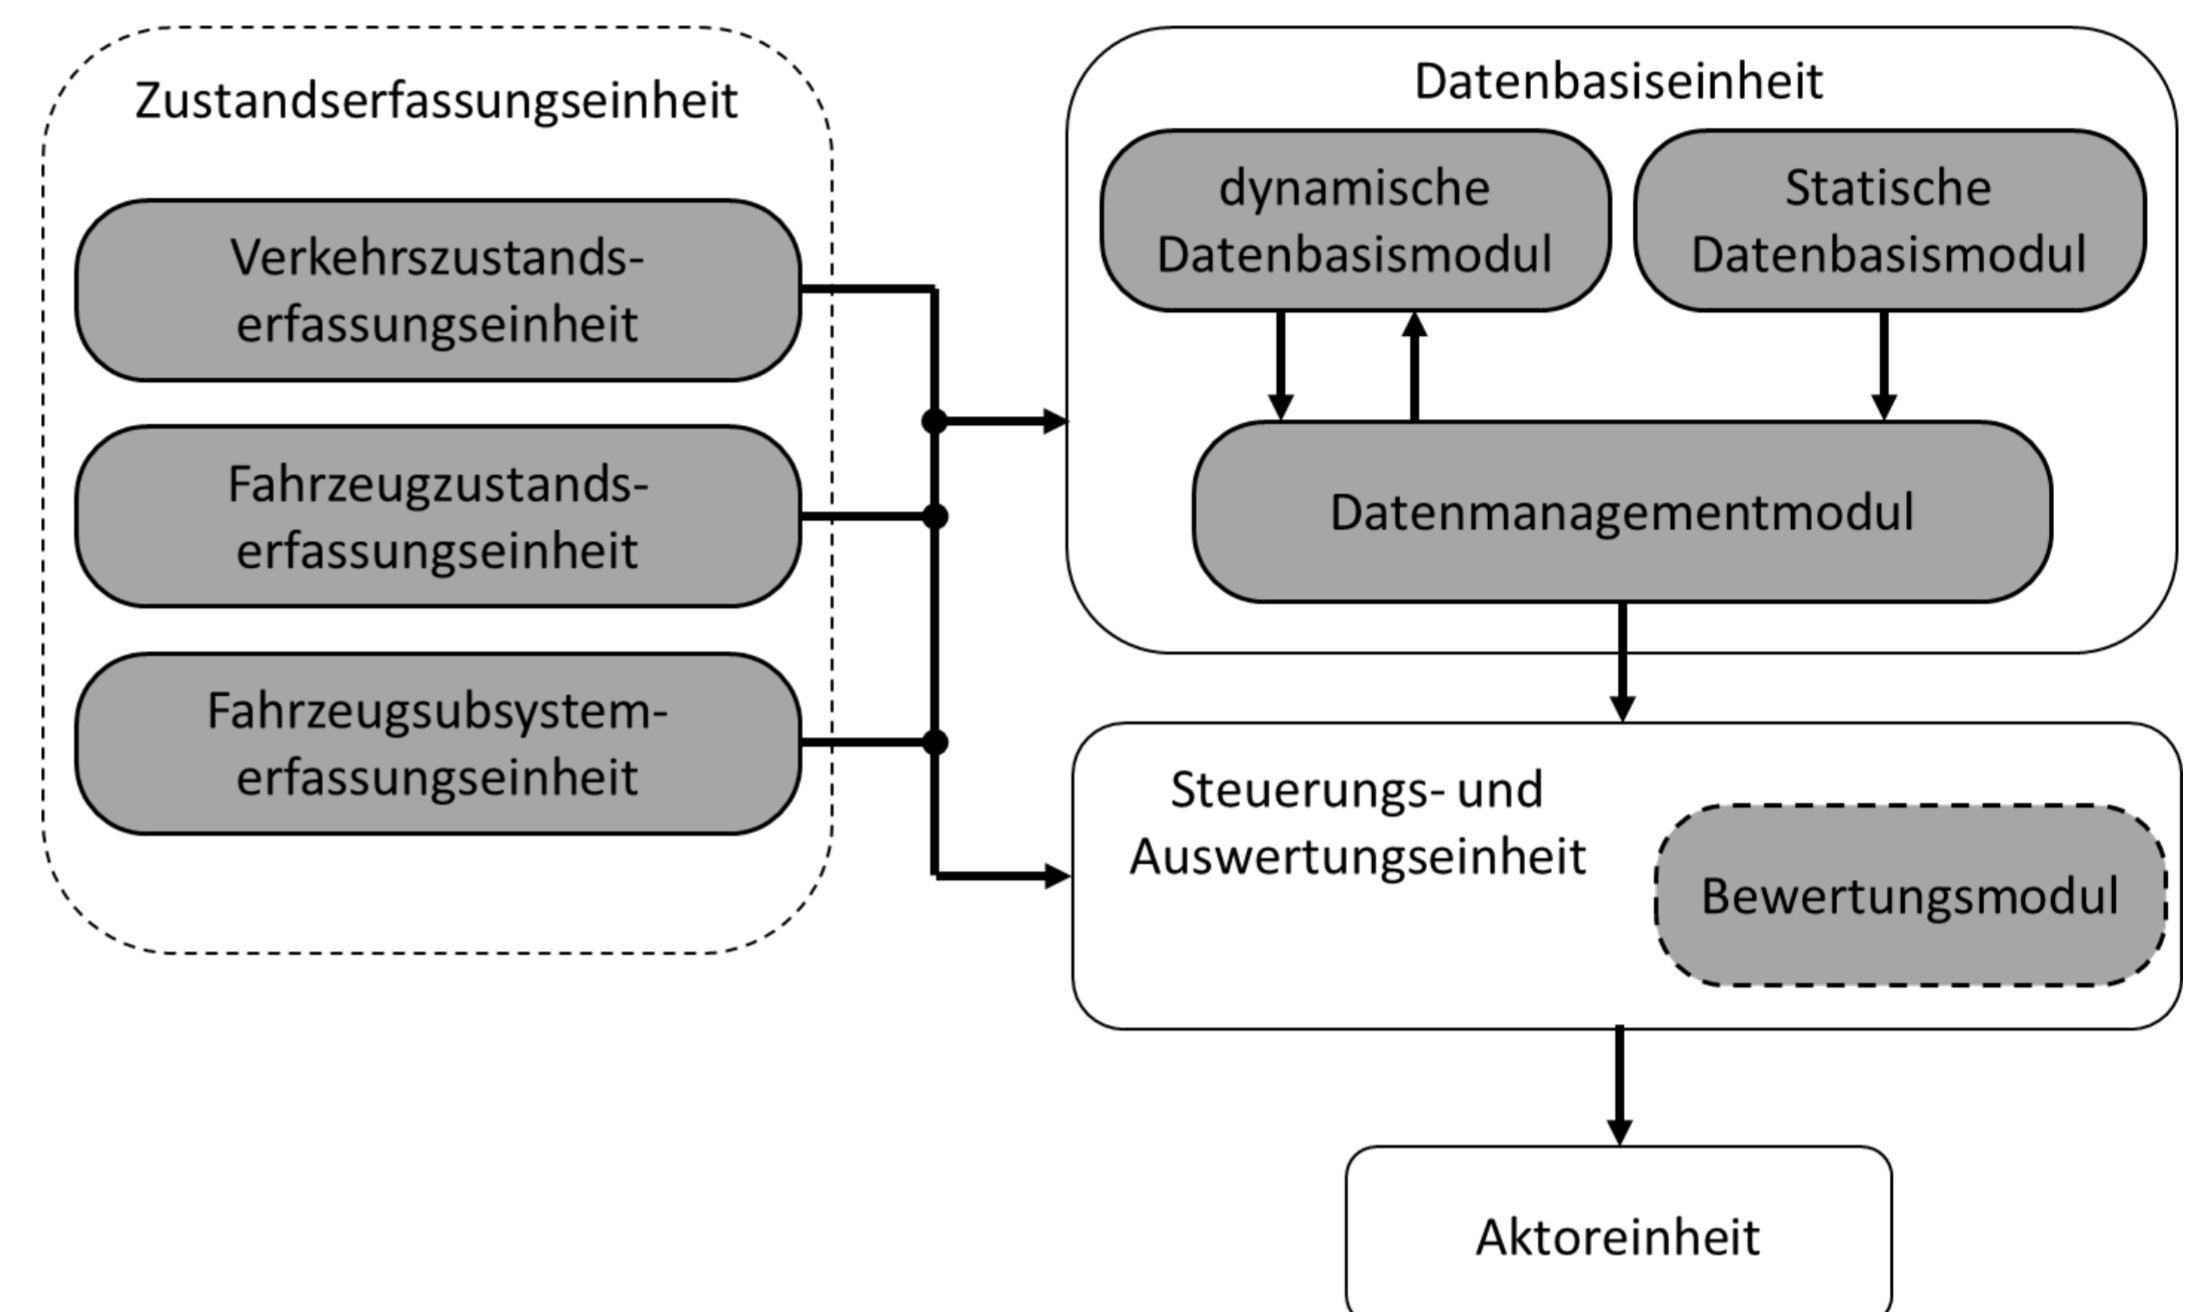 Zustandserfassungseinheit
Verkehrszustands-
erfassungseinheit
Fahrzeugzustands-
erfassungseinheit
Fahrzeugsubsystem-
erfassungseinheit
Datenbasiseinheit
dynamische
Datenbasismodul
Statische
Datenbasismodul
Datenmanagementmodul
Steuerungs- und
Auswertungseinheit
Bewertungsmodul
Aktoreinheit